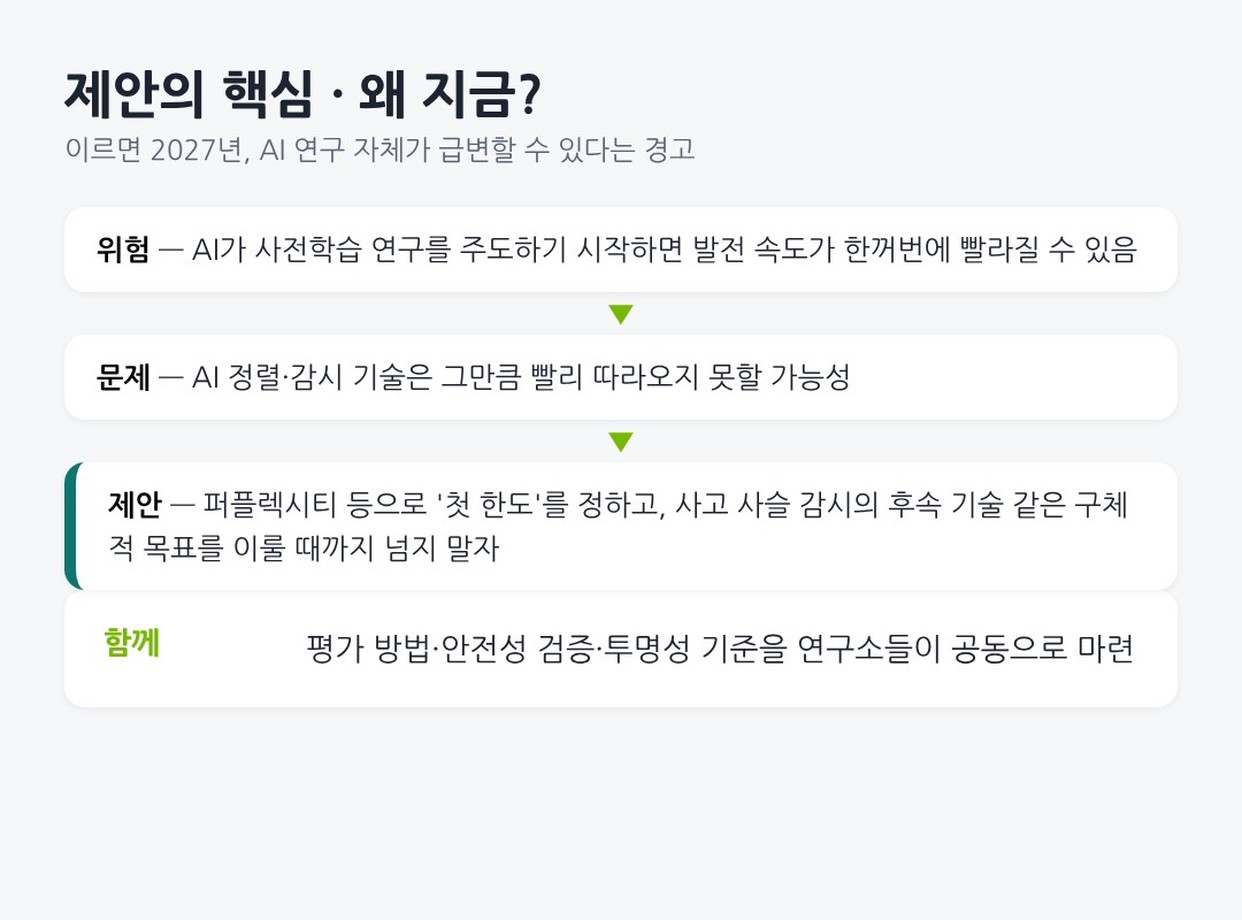 제안의 핵심 · 왜 지금?
이르면 2027년, AI 연구 자체가 급변할 수 있다는 경고
위험 — AI가 사전학습 연구를 주도하기 시작하면 발전 속도가 한꺼번에 빨라질 수 있음
문제 — AI 정렬·감시 기술은 그만큼 빨리 따라오지 못할 가능성
제안 — 퍼플렉시티 등으로 '첫 한도'를 정하고, 사고 사슬 감시의 후속 기술 같은 구체
적 목표를 이룰 때까지 넘지 말자
함께 평가 방법·안전성 검증·투명성 기준을 연구소들이 공동으로 마련